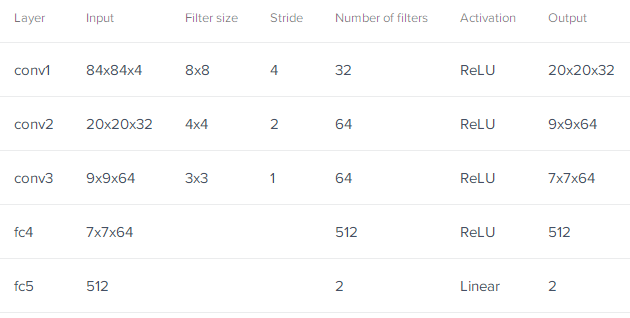 Layer Input Filter size Stride Number of filters Activation Output
conv1 84x84x4 8x8 4 32 ReLU 20x20x32
conv2 20x20x32 4x4 2 64 ReLU 9x9x64
conv3 9x9x64 3x3 1 64 ReLU 7x7x64
fc4 7x7x64 512 ReLU 512
fc5 512 2 Linear 2